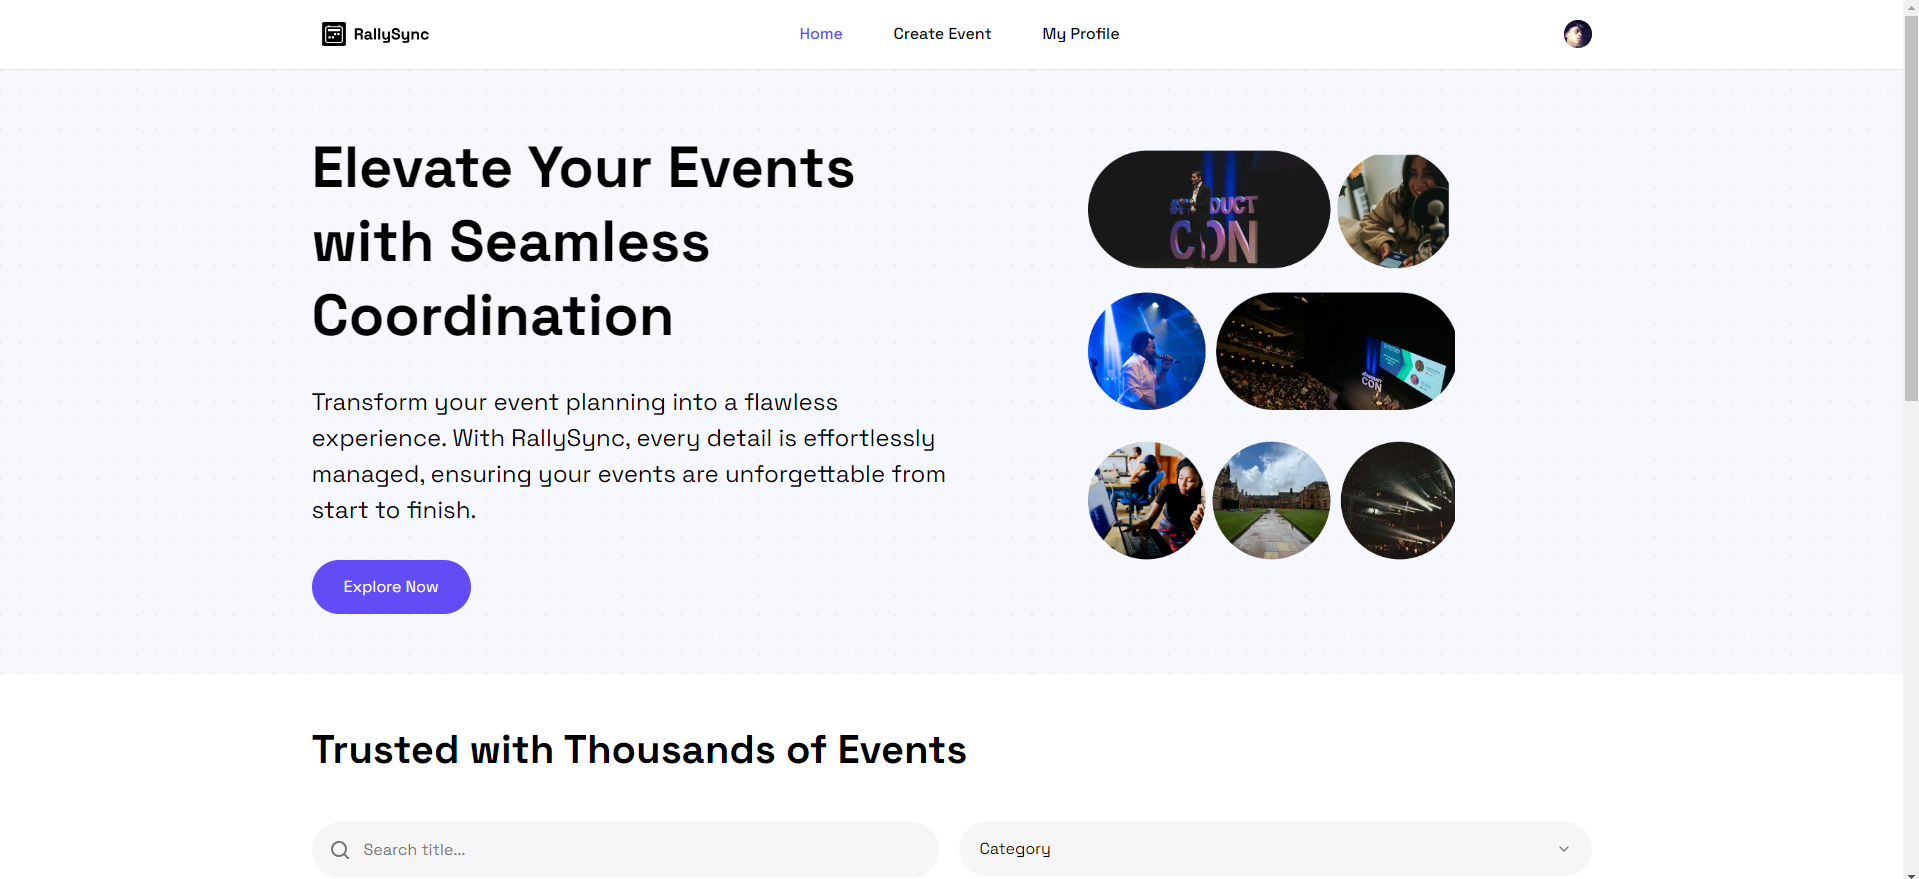 RallySync
Home
Create Event
My Profile
Elevate Your Events
with Seamless
Coordination
Transform your event planning into a flawless
experience. With RallySync, every detail is effortlessly
managed, ensuring your events are unforgettable from
start to finish.
Explore Now
DUCT
CON
CON
Trusted with Thousands of Events
Search title...
Category